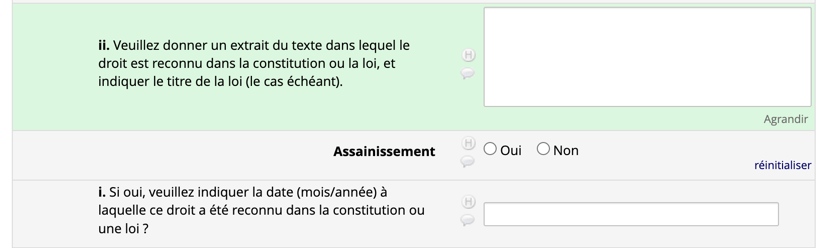 ii. Veuillez donner un extrait du texte dans lequel le
droit est reconnu dans la constitution ou la loi, et
indiquer le titre de la loi (le cas échéant).
H
Agrandir
Assainissement
H
Oui
Non
réinitialiser
i. Si oui, veuillez indiquer la date (mois/année) à
laquelle ce droit a été reconnu dans la constitution ou
une loi ?
H